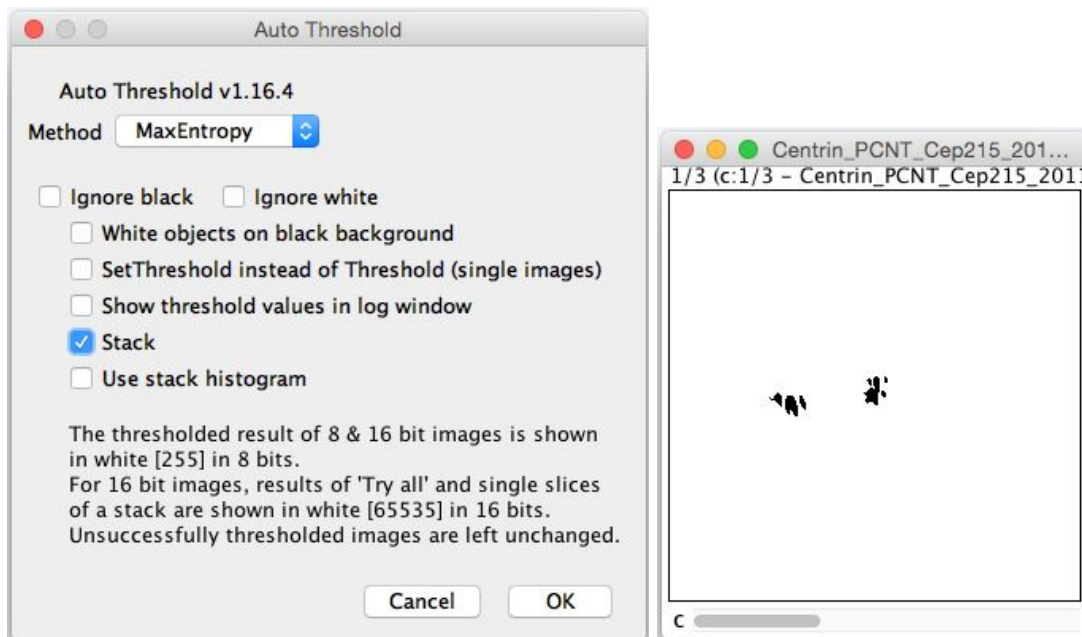 Auto Threshold
Auto Threshold v1.16.4
Method MaxEntropy
Ignore black Ignore white
White objects on black background
SetThreshold instead of Threshold (single images)
Show threshold values in log window
Stack
Use stack histogram
The thresholded result of 8 & 16 bit images is shown
in white [255] in 8 bits.
For 16 bit images, results of 'Try all' and single slices
of a stack are shown in white [65535] in 16 bits.
Unsuccessfully thresholded images are left unchanged.
Cancel OK
Centrin_PCNT_Cep215_201...
1/3 (c:1/3 - Centrin_PCNT_Cep215_2011
C